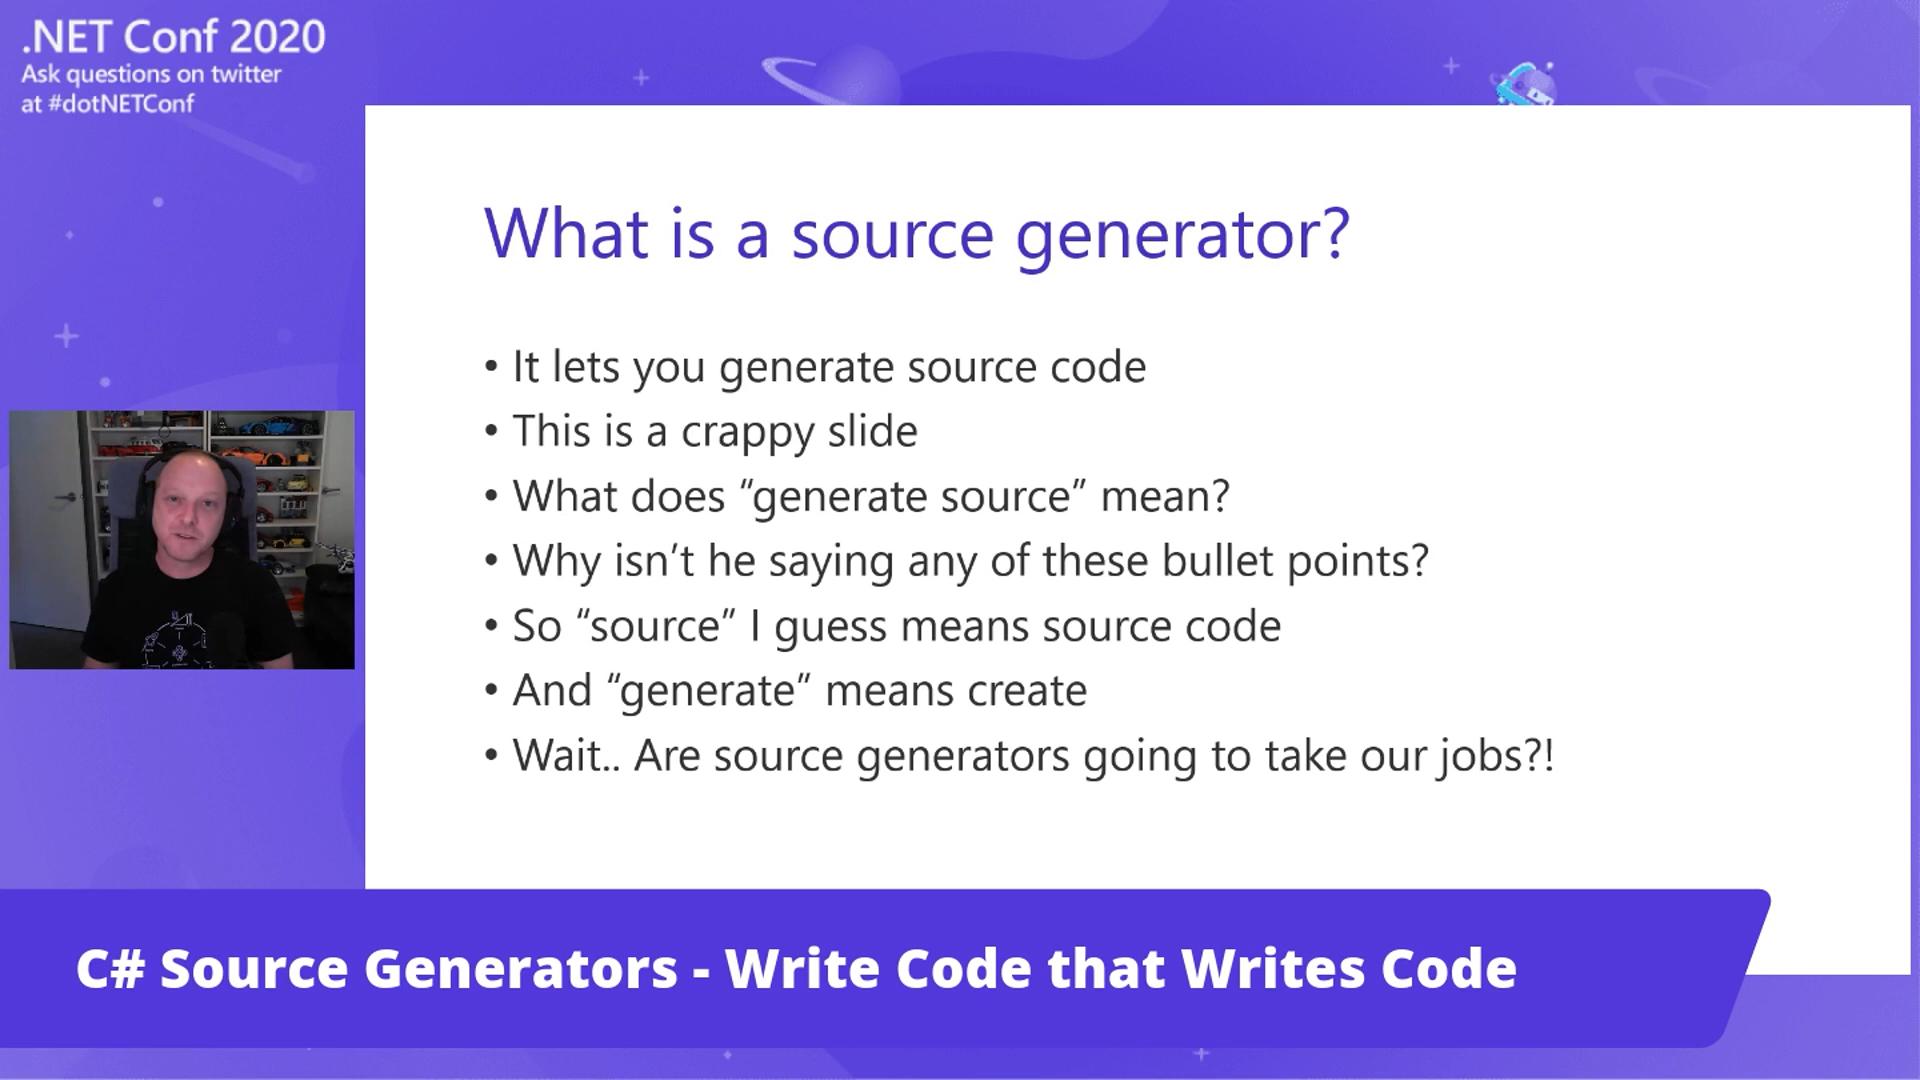 .NET Conf 2020
Ask questions on twitter
at #dotNETConf
What is a source generator?
• It lets you generate source code
• This is a crappy slide
• What does “generate source” mean?
• Why isn’t he saying any of these bullet points?
• So “source” I guess means source code
• And “generate” means create
• Wait.. Are source generators going to take our jobs?!
C# Source Generators - Write Code that Writes Code